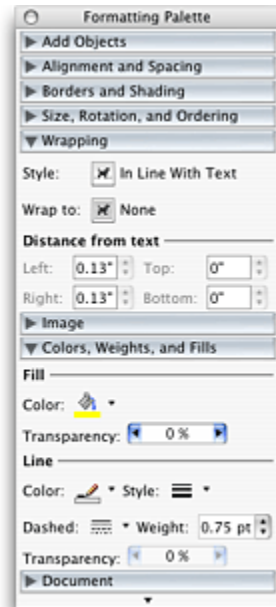 Formatting Palette
Add Objects
Alignment and Spacing
Borders and Shading
Size, Rotation, and Ordering
Wrapping
Style: In Line With Text
Wrap to: None
Distance from text
Left: 0.13" Top: 0"
Right: 0.13" Bottom: 0"
Image
Colors, Weights, and Fills
Fill
Color:
Transparency: 0 %
Line
Color: Style:
Dashed: Weight: 0.75 pt
Transparency: 0 %
Document